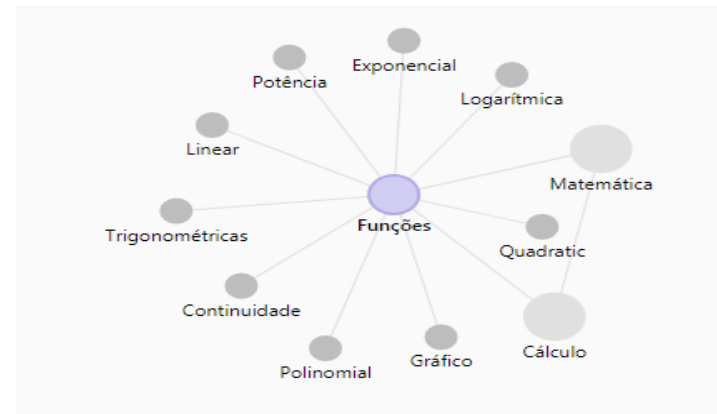 Exponencial
Potência
Logarítmica
Linear
Matemática
Funções
Trigonométricas
Quadratic
Continuidade
Cálculo
Gráfico
Polinomial